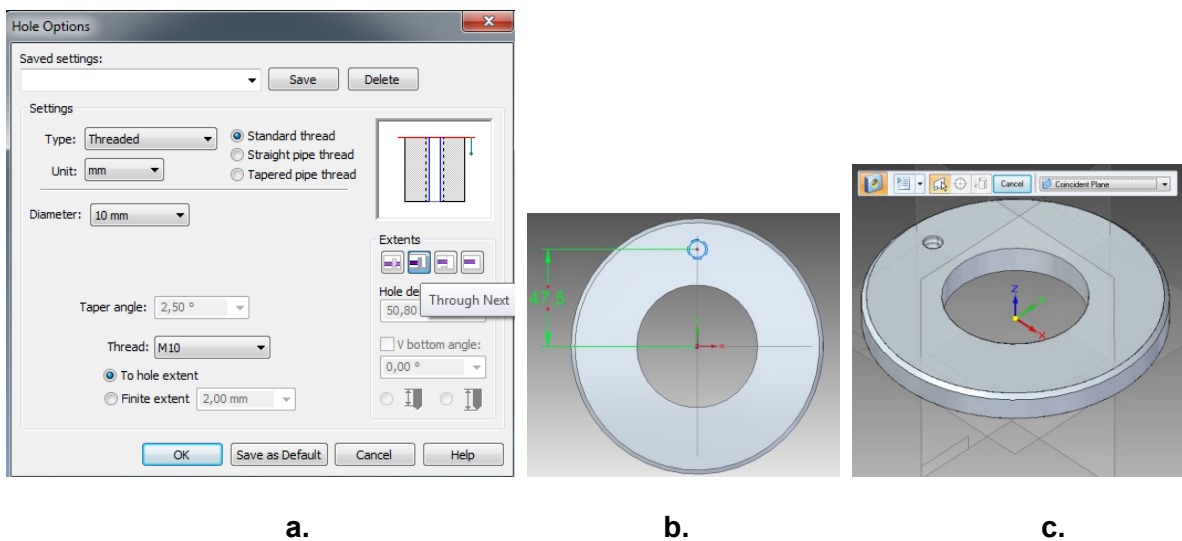 Hole Options
Saved settings:
Save Delete
Settings
Type: Threaded
Standard thread
Straight pipe thread
Tapered pipe thread
Unit: mm
Diameter: 10 mm
Extents
Through Next
Hole de
50,80
Taper angle: 2,50 °
Thread: M10
To hole extent
Finite extent 2,00 mm
V bottom angle:
0,00 °
OK Save as Default Cancel Help
47,5
x
Cancel Coincident Plane
Z
X
a. b. c.